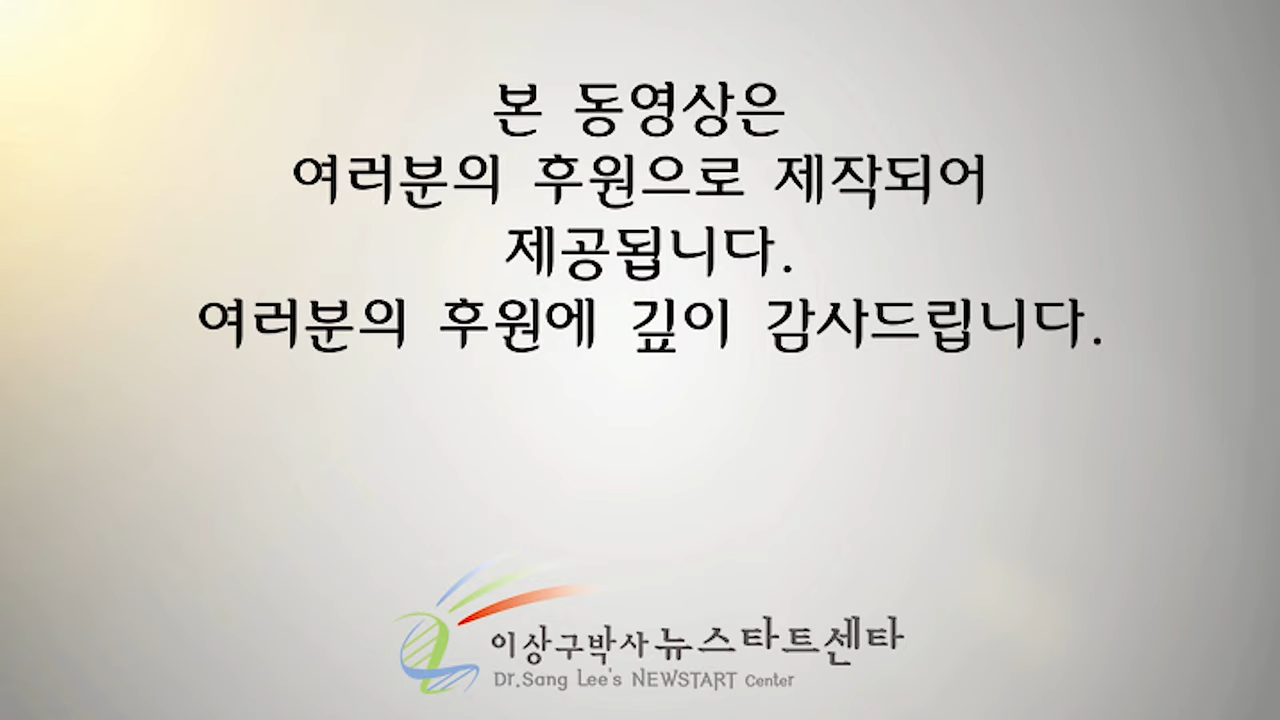 본 동영상은
여러분의 후원으로 제작되어
제공됩니다.
여러분의 후원에 깊이 감사드립니다.
이상구박사 뉴스타트센타
Dr.Sang Lee's NEWSTART Center